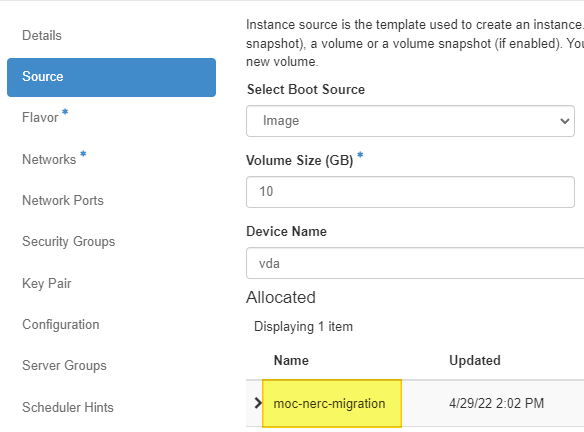 Details
Source
Flavor *
Networks *
Network Ports
Security Groups
Key Pair
Configuration
Server Groups
Scheduler Hints
Instance source is the template used to create an instance.
snapshot), a volume or a volume snapshot (if enabled). You
new volume.
Select Boot Source
Image
Volume Size (GB) *
10
Device Name
vda
Allocated
Displaying 1 item
Name Updated
moc-nerc-migration 4/29/22 2:02 PM